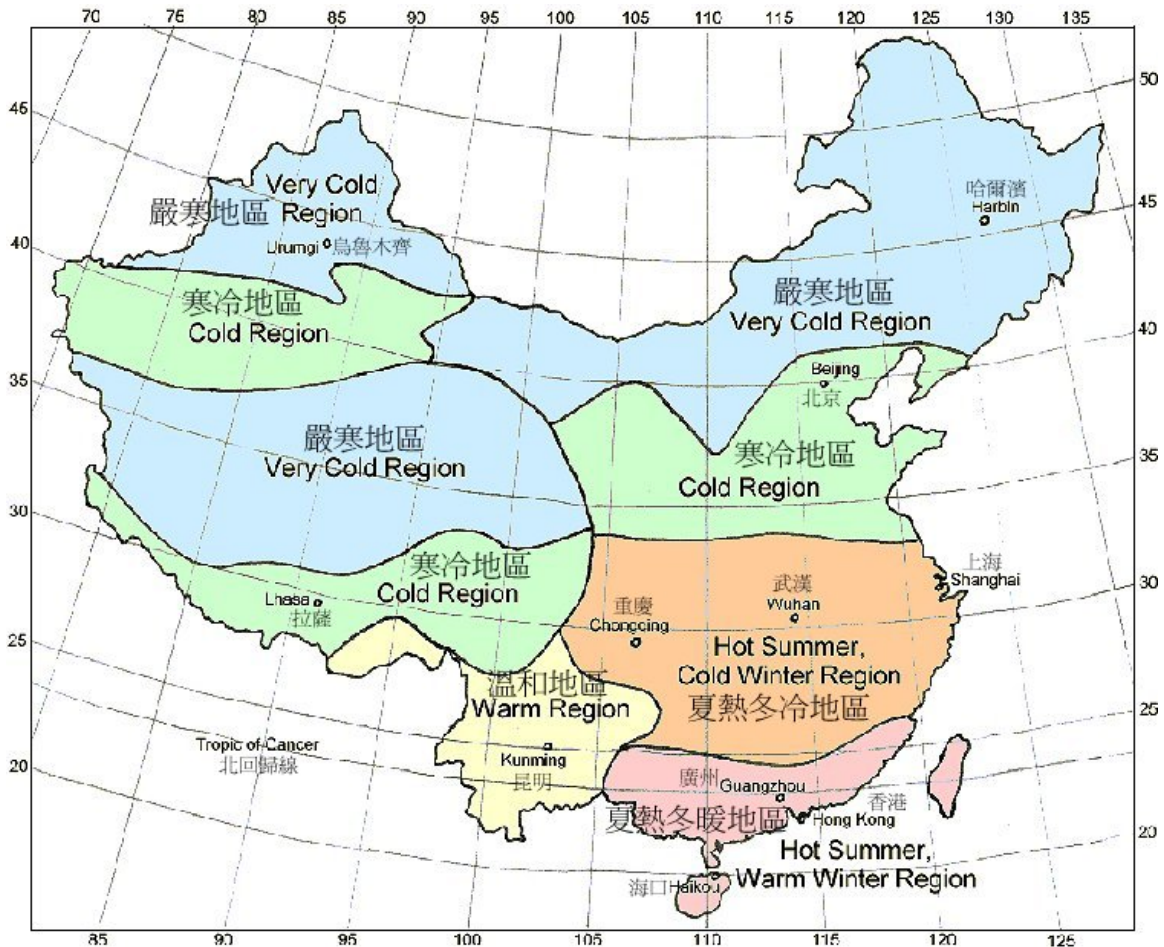 70 75 80 85 90 95 100 105 110 115 120 125 130 135
50
45
嚴寒地區
Very Cold
Region
Urumqi 烏魯木齊
哈爾濱
Harbin
45
40
寒冷地區
Cold Region
嚴寒地區
Very Cold Region
40
Beijing
北京
35
嚴寒地區
Very Cold Region
寒冷地區
Cold Region
35
30
寒冷地區
Cold Region
Lhasa
拉薩
上海
Shanghai
30
武漢
Wuhan
重慶
Chongqing
Hot Summer,
Cold Winter Region
夏熱冬冷地區
25
溫和地區
Warm Region
25
Tropic of Cancer
北回歸線
Kunming
昆明
廣州
Guangzhou
香港
Hong Kong
20
20
夏熱冬暖地區
Hot Summer,
Warm Winter Region
海口 Haikou
85 90 95 100 105 110 115 120 125